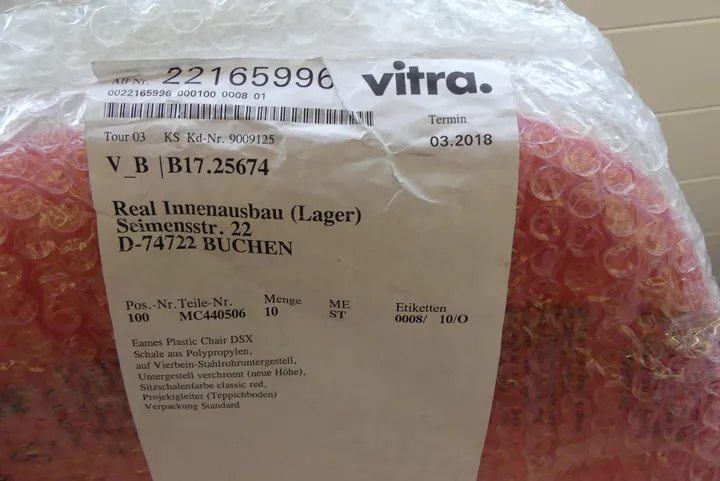 AB-Nr. 22165996 vitra.
0022165996 000100 0008 01
Termin
Tour 03 KS Kd-Nr. 9009125
03.2018
V_B | B17.25674
Real Innenausbau (Lager)
Seimensstr. 22
D-74722 BUCHEN
Pos.-Nr. Teile-Nr. Menge ME Etiketten
100 MC440506 10 ST 0008/ 10/O
Eames Plastic Chair DSX
Schale aus Polypropylen,
auf Vierbein-Stahlrohruntergestell,
Untergestell verchromt (neue Höhe),
Sitzschalenfarbe classic red,
Projektgleiter (Teppichboden)
Verpackung Standard